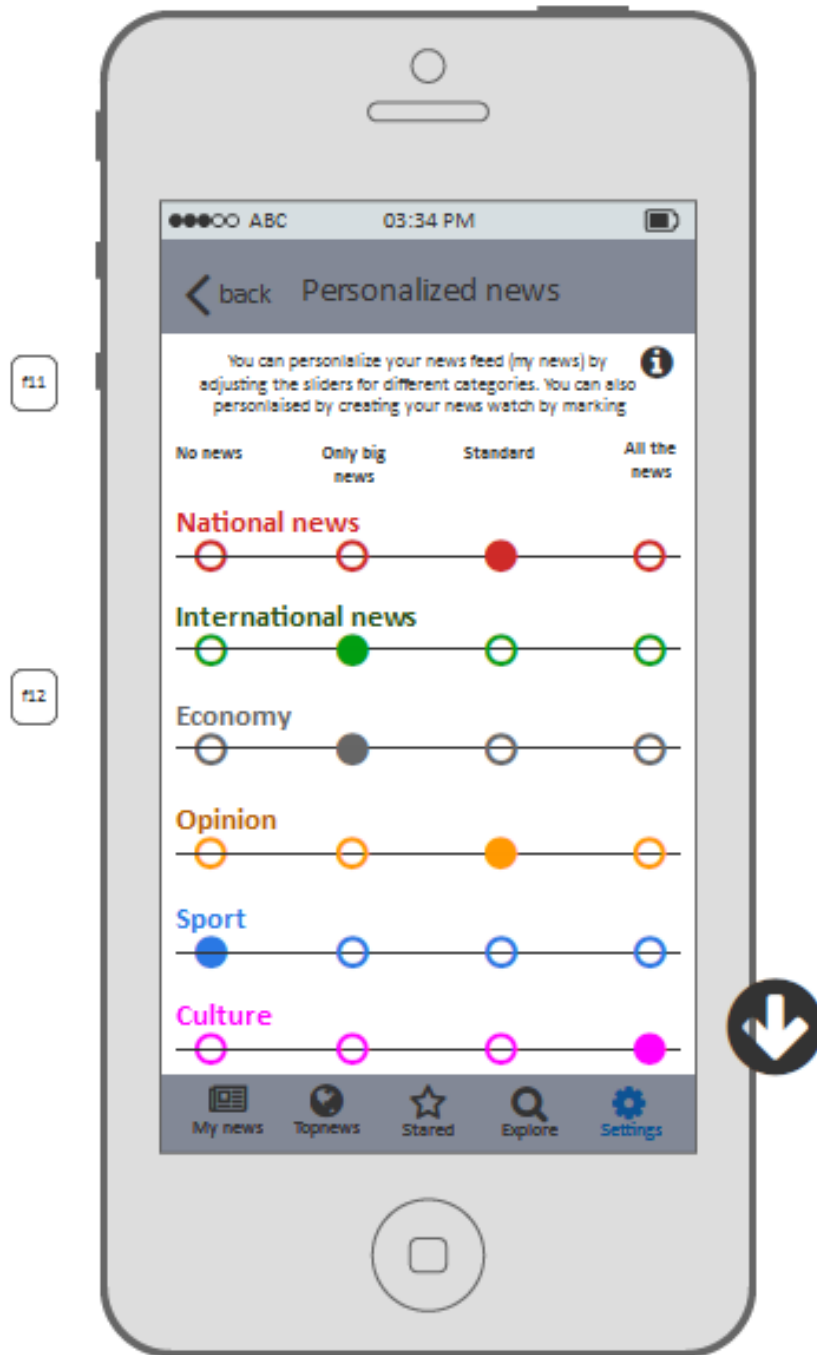 ABC 03:34 PM
back Personalized news
You can personlalize your news feed (my news) by
adjusting the sliders for different categories. You can also
personlaised by creating your news watch by marking
f11
No news Only big news Standard All the news
National news
International news
f12
Economy
Opinion
Sport
Culture
My news Topnews Stared Explore Settings